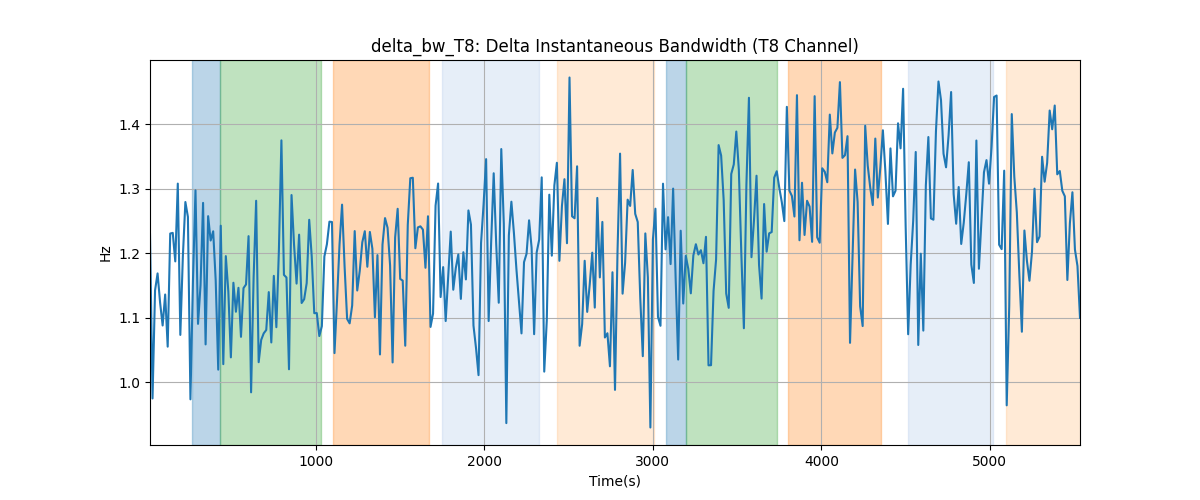 delta_bw_T8: Delta Instantaneous Bandwidth (T8 Channel)
1.4
1.3
1.2
1.1
1.0
Hz
1000 2000 3000 4000 5000
Time(s)